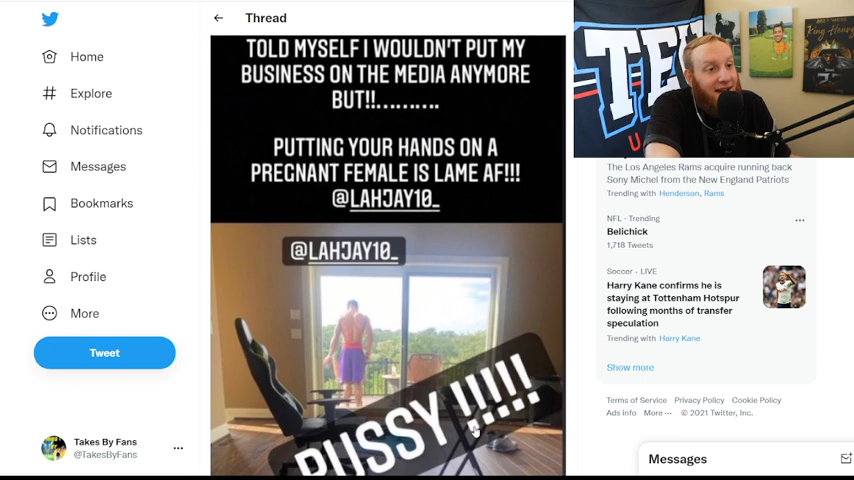 Thread
Home
Explore
Notifications
Messages
Bookmarks
Lists
Profile
More
Tweet
Takes By Fans
@TakesByFans
TOLD MYSELF I WOULDN'T PUT MY
BUSINESS ON THE MEDIA ANYMORE
BUT!!..........
PUTTING YOUR HANDS ON A
PREGNANT FEMALE IS LAME AF!!!
@LAHJAY10_
@LAHJAY10_
PUSSY !!!!!
The Los Angeles Rams acquire running back
Sony Michel from the New England Patriots
Trending with Henderson, Rams
NFL · Trending
Belichick
1,718 Tweets
Soccer · LIVE
Harry Kane confirms he is
staying at Tottenham Hotspur
following months of transfer
speculation
Trending with Harry Kane
Show more
Terms of Service Privacy Policy Cookie Policy
Ads info More ··· © 2021 Twitter, Inc.
Messages